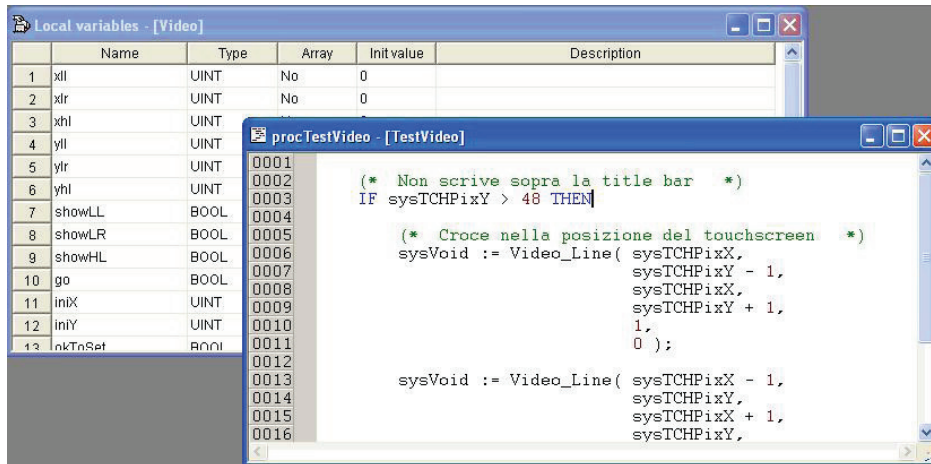 Local variables - [Video]
Name Type Array Init value Description
1 xll UINT No 0
2 xlr UINT No 0
3 xhl UINT
4 yll UINT
5 ylr UINT
6 yhl UINT
7 showLL BOOL
8 showLR BOOL
9 showHL BOOL
10 go BOOL
11 iniX UINT
12 iniY UINT
13 okToSet BOOL
procTestVideo - [TestVideo]
0001
0002 (* Non scrive sopra la title bar *)
0003 IF sysTCHPixY > 48 THEN
0004
0005 (* Croce nella posizione del touchscreen *)
0006 sysVoid := Video_Line( sysTCHPixX,
0007 sysTCHPixY - 1,
0008 sysTCHPixX,
0009 sysTCHPixY + 1,
0010 1,
0011 0 );
0012
0013 sysVoid := Video_Line( sysTCHPixX - 1,
0014 sysTCHPixY,
0015 sysTCHPixX + 1,
0016 sysTCHPixY,